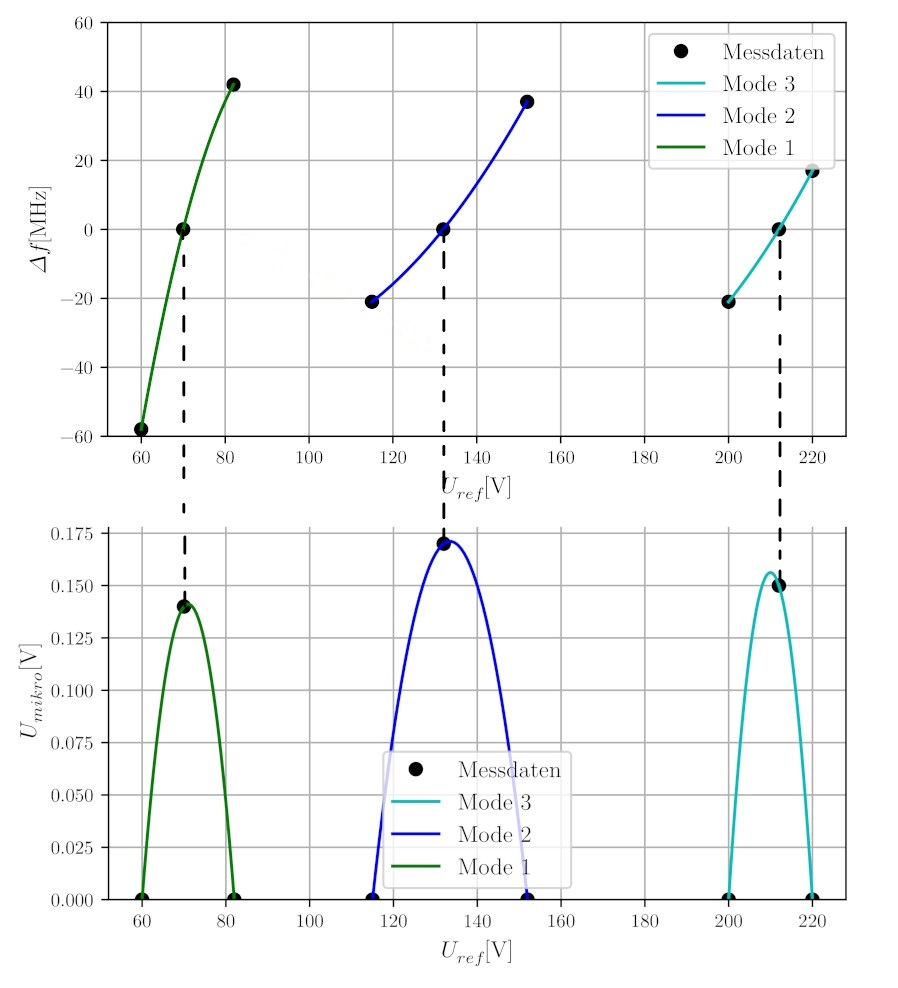 60
40
20
0
−20
−40
−60
Δf[MHz]
Messdaten
Mode 3
Mode 2
Mode 1
60 80 100 120 140 160 180 200 220
U_ref[V]
0.175
0.150
0.125
0.100
0.075
0.050
0.025
0.000
U_mikro[V]
Messdaten
Mode 3
Mode 2
Mode 1
60 80 100 120 140 160 180 200 220
U_ref[V]